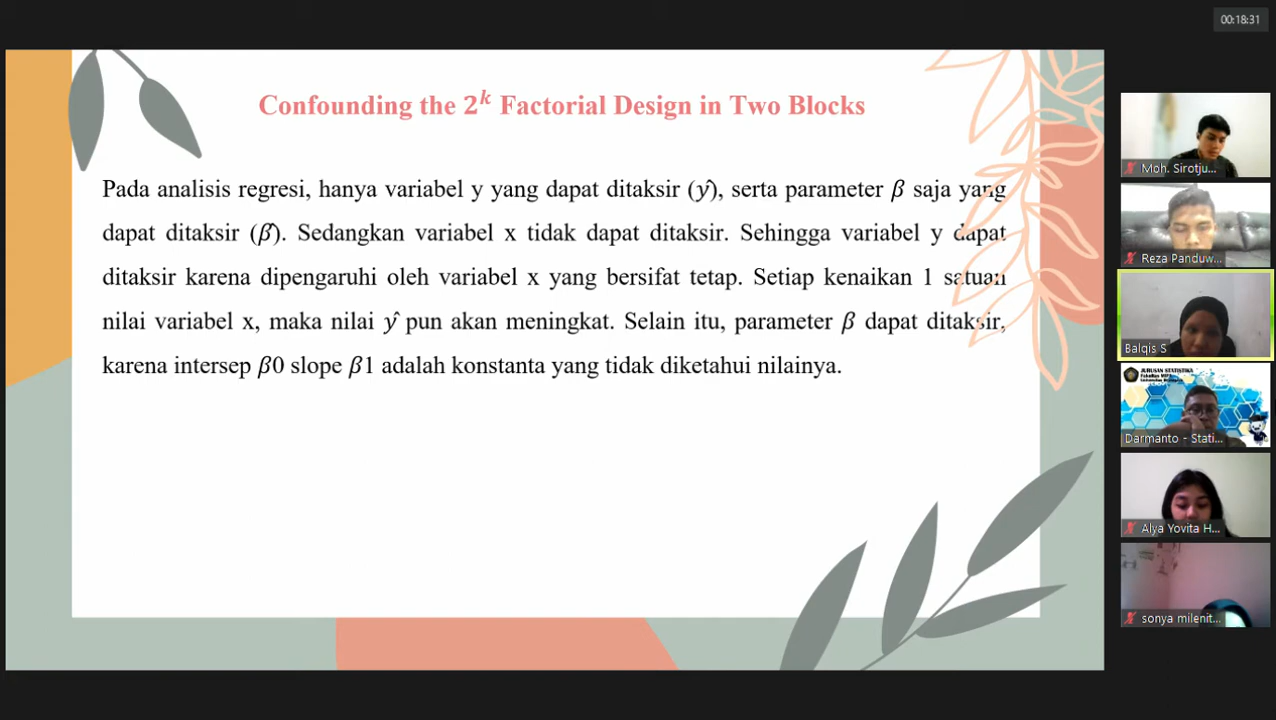 00:18:31
Confounding the 2^k Factorial Design in Two Blocks
Pada analisis regresi, hanya variabel y yang dapat ditaksir (ŷ), serta parameter β saja yang
dapat ditaksir (β̂). Sedangkan variabel x tidak dapat ditaksir. Sehingga variabel y dapat
ditaksir karena dipengaruhi oleh variabel x yang bersifat tetap. Setiap kenaikan 1 satuan
nilai variabel x, maka nilai ŷ pun akan meningkat. Selain itu, parameter β dapat ditaksir,
karena intersep β0 slope β1 adalah konstanta yang tidak diketahui nilainya.
Moh. Sirotju...
Reza Panduw...
Balqis S
JURUSAN STATISTIKA
Fakultas MIPA
Darmanto - Stati...
Alya Yovita H...
sonya milenit...